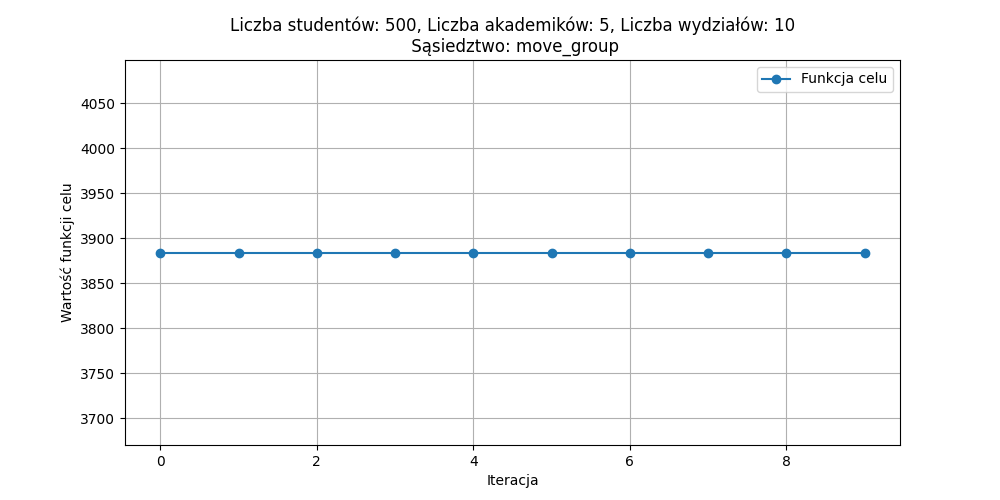 Liczba studentów: 500, Liczba akademików: 5, Liczba wydziałów: 10
Sąsiedztwo: move_group
Funkcja celu
Wartość funkcji celu
4050
4000
3950
3900
3850
3800
3750
3700
0 2 4 6 8
Iteracja